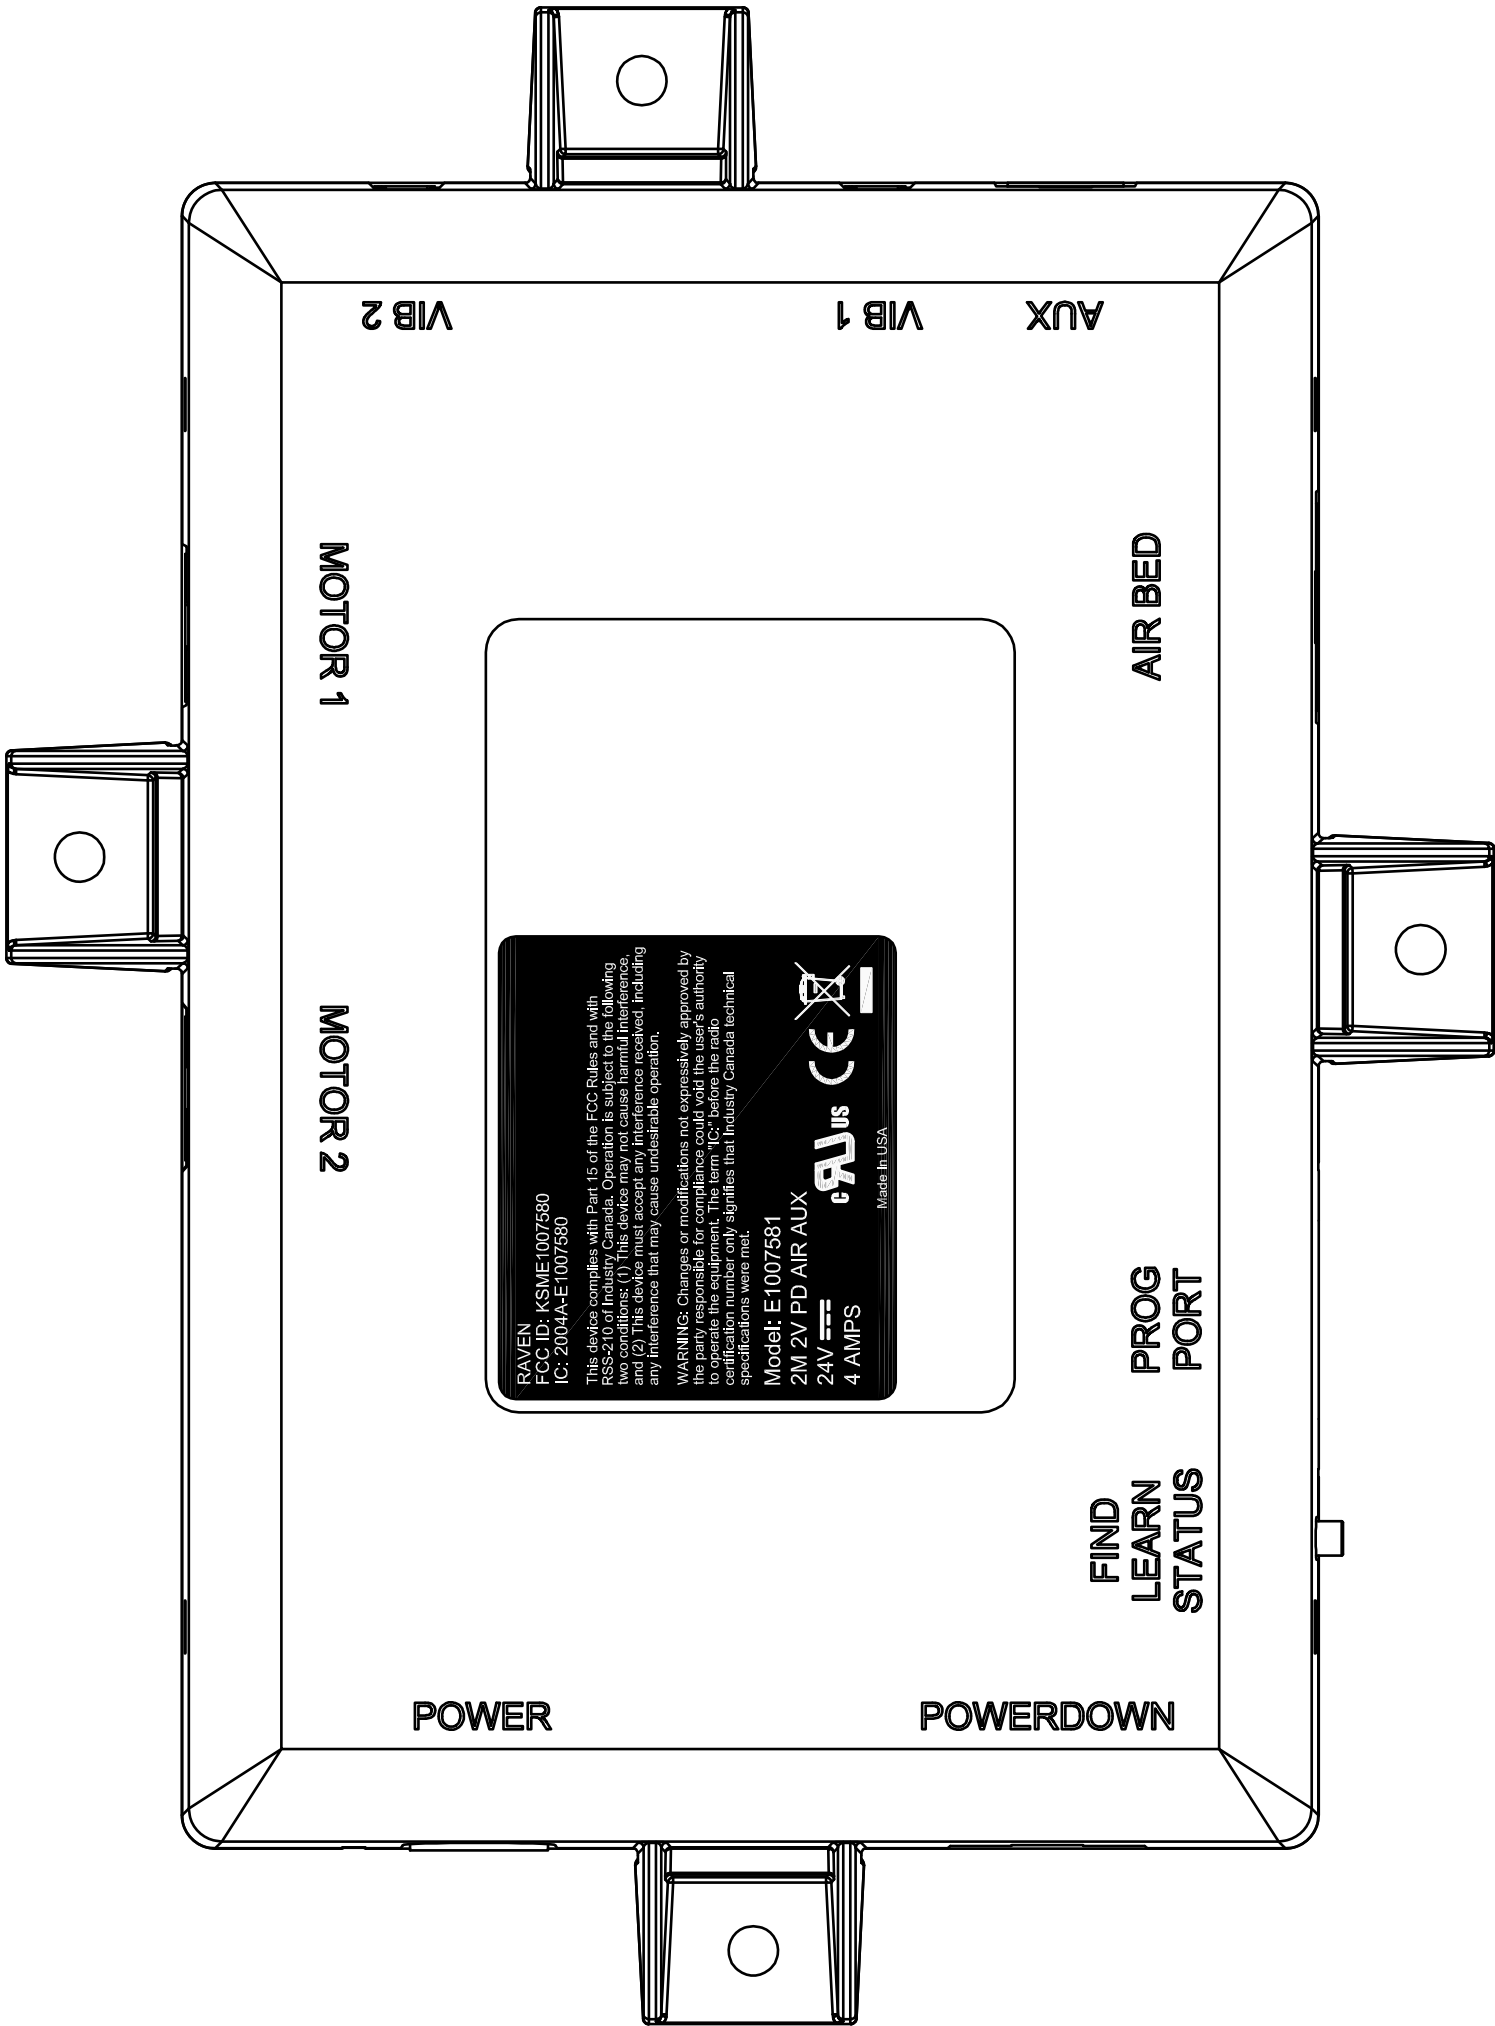 VIB 2
VIB 1
AUX
MOTOR 1
AIR BED
MOTOR 2
RAVEN
FCC ID: KSME1007580
IC: 2004A-E1007580
This device complies with Part 15 of the FCC Rules and with
RSS-210 of Industry Canada. Operation is subject to the following
two conditions: (1) This device may not cause harmful interference,
and (2) This device must accept any interference received, including
any interference that may cause undesirable operation.
WARNING: Changes or modifications not expressively approved by
the party responsible for compliance could void the user's authority
to operate the equipment. The term "IC:" before the radio
certification number only signifies that Industry Canada technical
specifications were met.
Model: E1007581
2M 2V PD AIR AUX
24V
4 AMPS
c RU US
CE
Made In USA
PROG
PORT
FIND
LEARN
STATUS
POWER
POWERDOWN